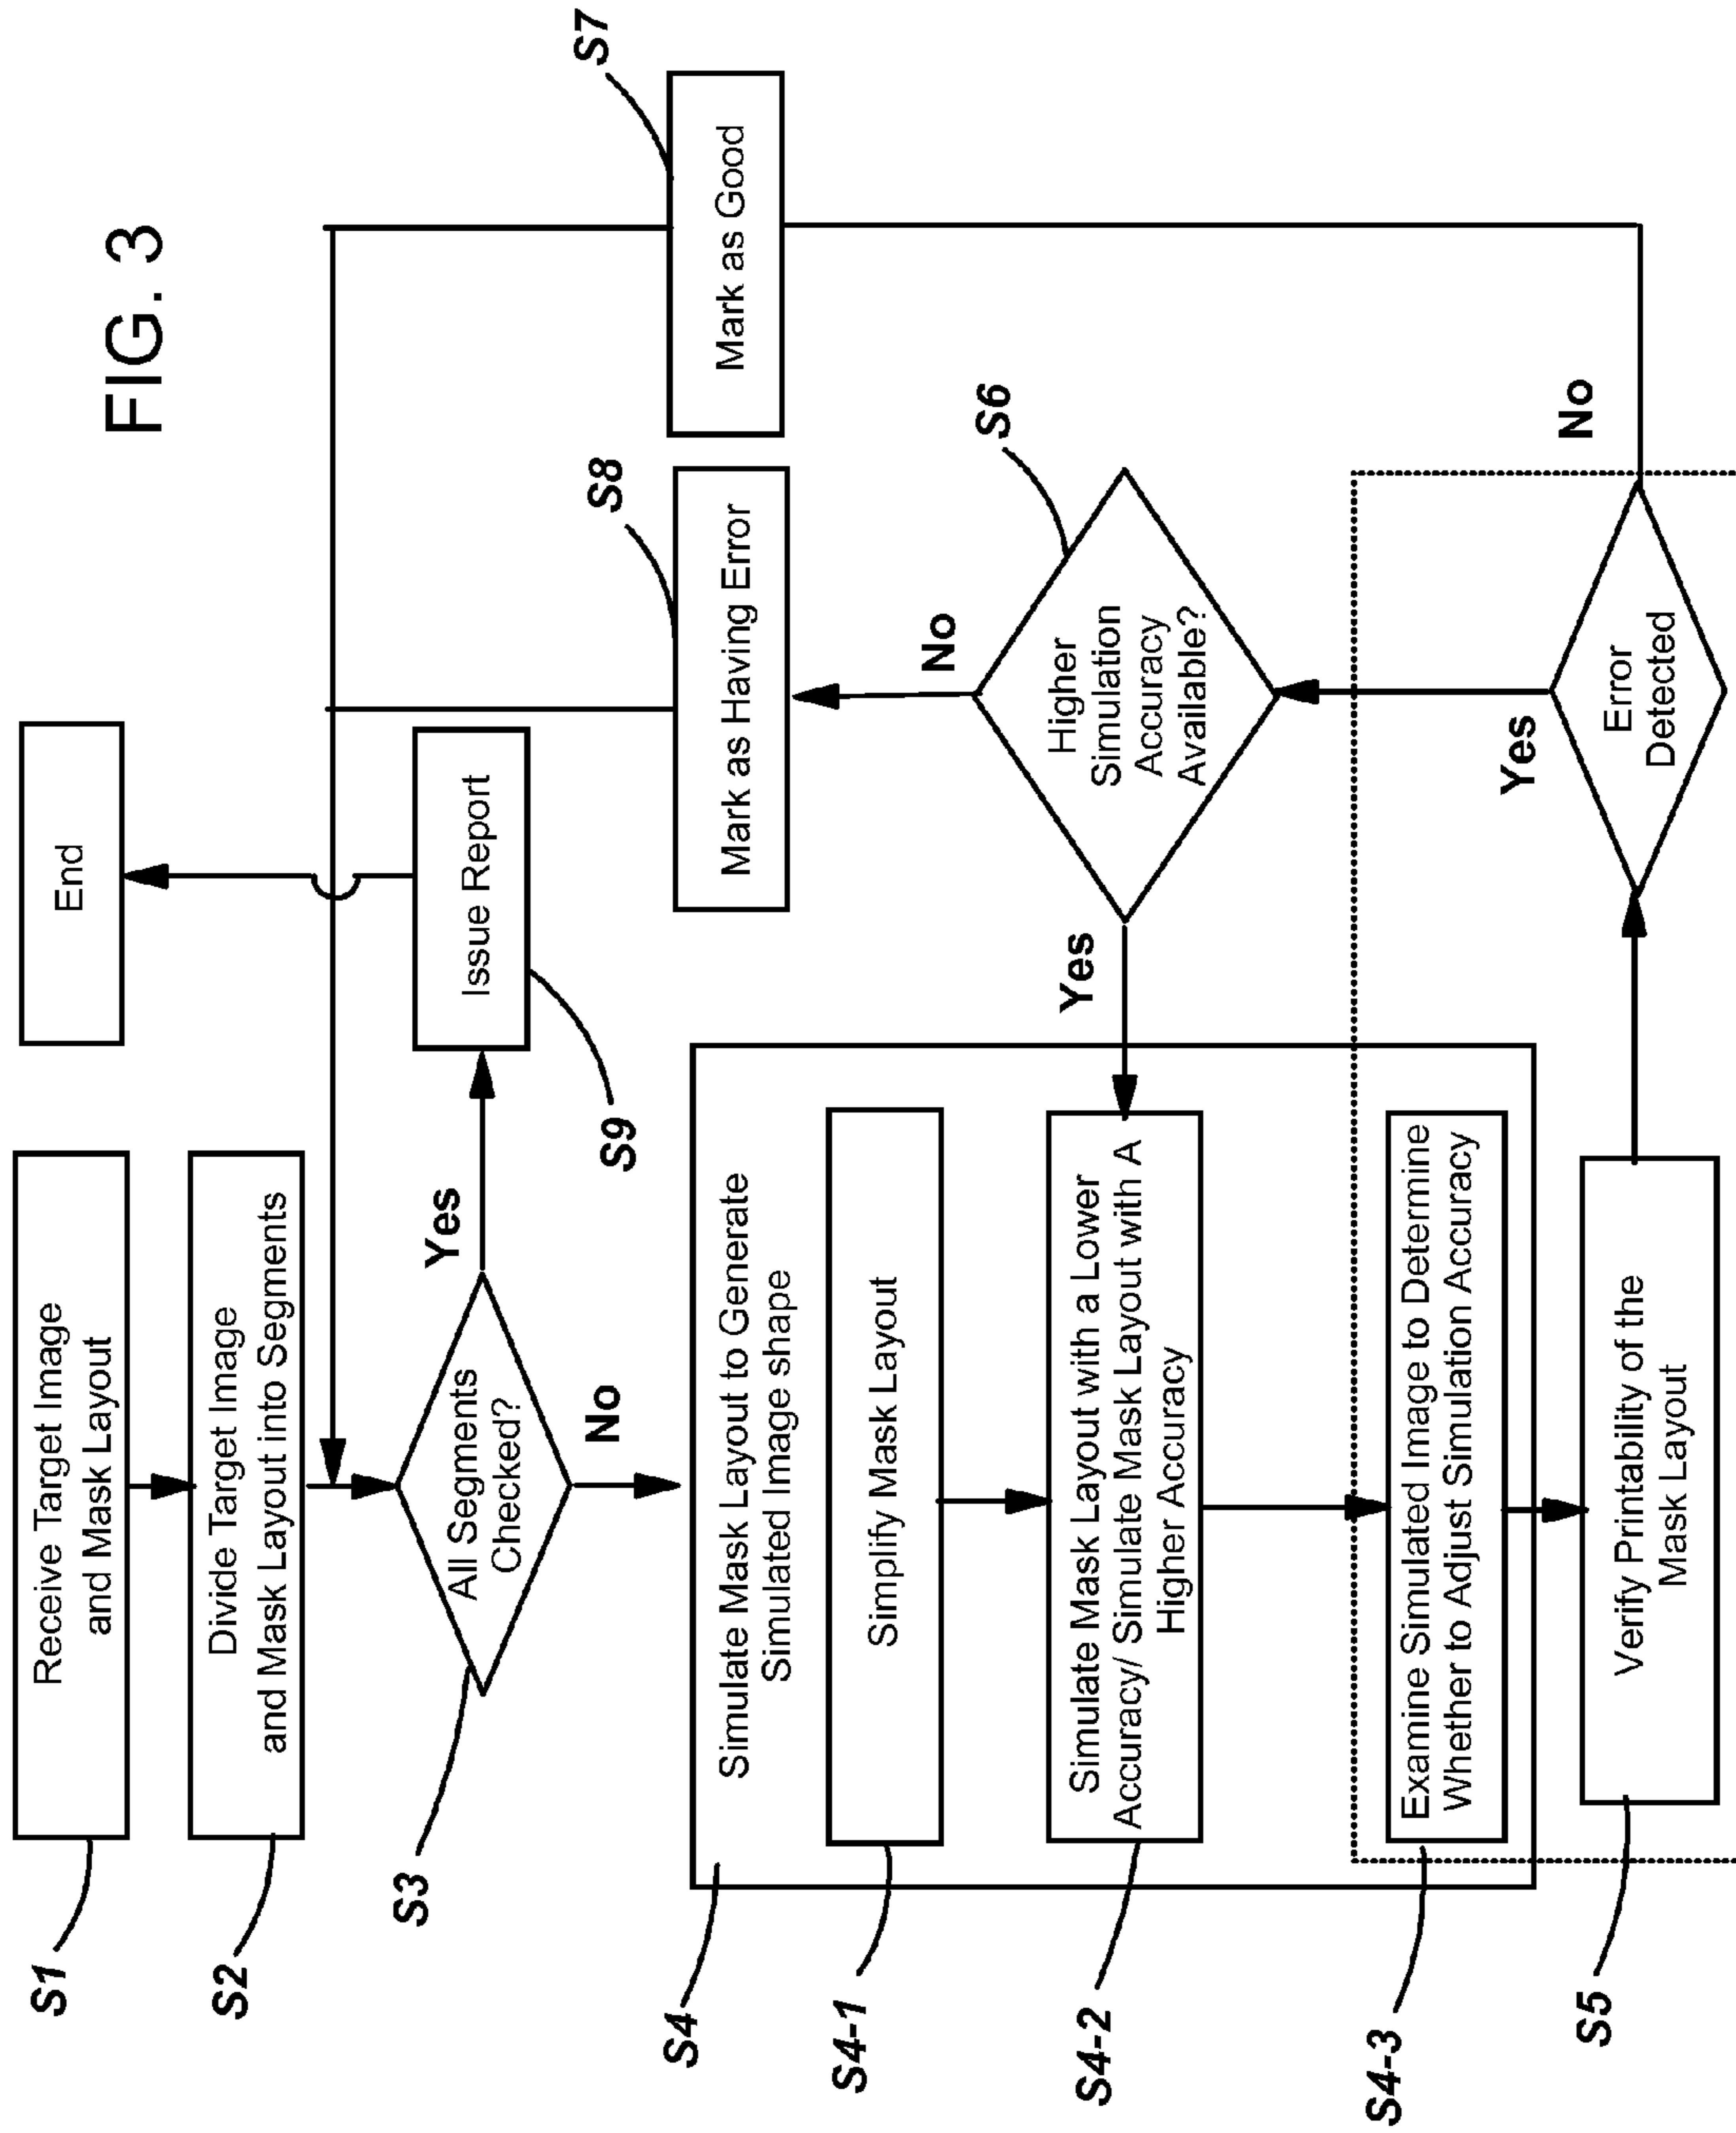 FIG. 3
S1
Receive Target Image
and Mask Layout
S2
Divide Target Image
and Mask Layout into Segments
S3
All Segments
Checked?
Yes
No
End
Issue Report
S9
S4
Simulate Mask Layout to Generate
Simulated Image shape
S4-1
Simplify Mask Layout
S4-2
Simulate Mask Layout with a Lower
Accuracy/ Simulate Mask Layout with A
Higher Accuracy
S4-3
Examine Simulated Image to Determine
Whether to Adjust Simulation Accuracy
S5
Verify Printability of the
Mask Layout
Error
Detected
Yes
No
S6
Higher
Simulation
Accuracy
Available?
Yes
No
S8
Mark as Having Error
S7
Mark as Good